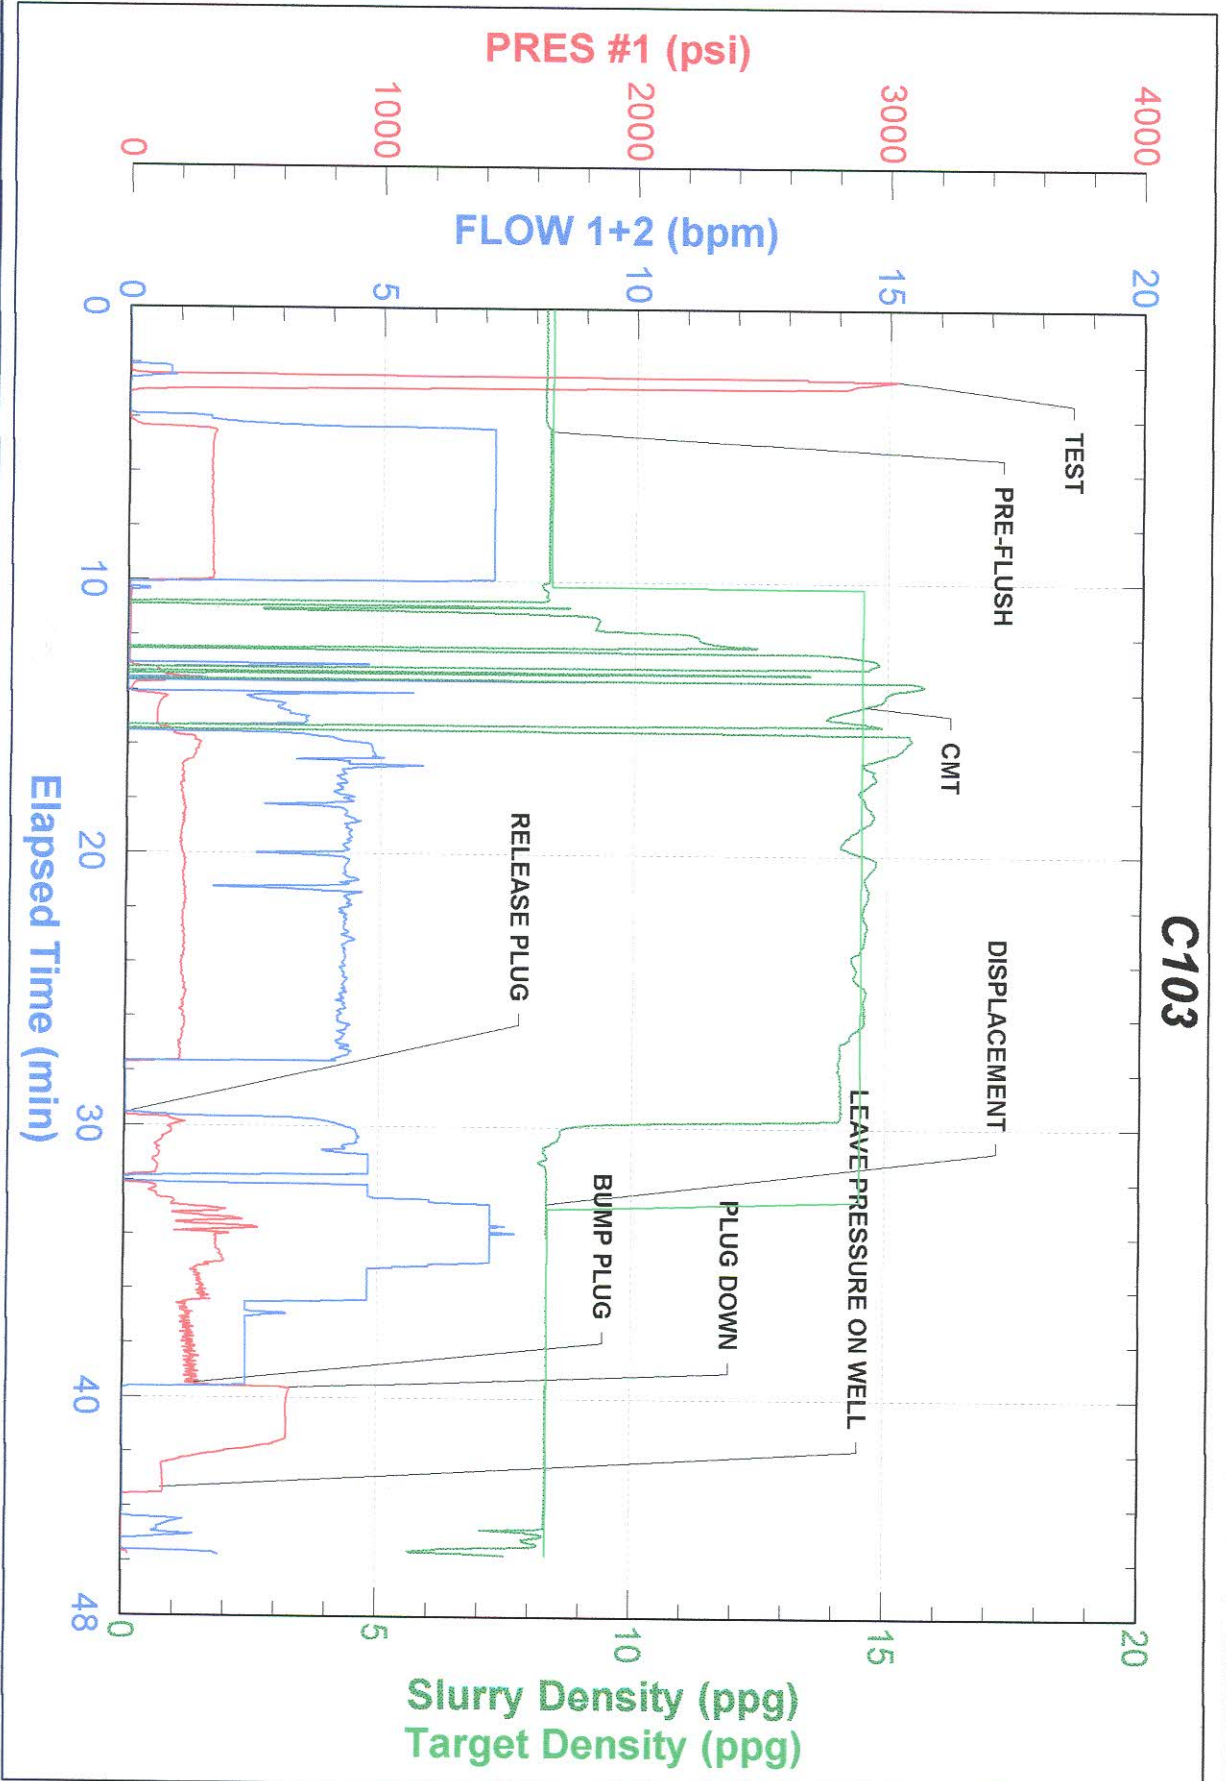 C103
PRES #1 (psi)
4000
3000
2000
1000
0
FLOW 1+2 (bpm)
20
15
10
5
0
TEST
PRE-FLUSH
CMT
RELEASE PLUG
DISPLACEMENT
LEAVE PRESSURE ON WELL
PLUG DOWN
BUMP PLUG
20
15
10
5
0
Slurry Density (ppg)
Target Density (ppg)
0
10
20
30
40
48
Elapsed Time (min)